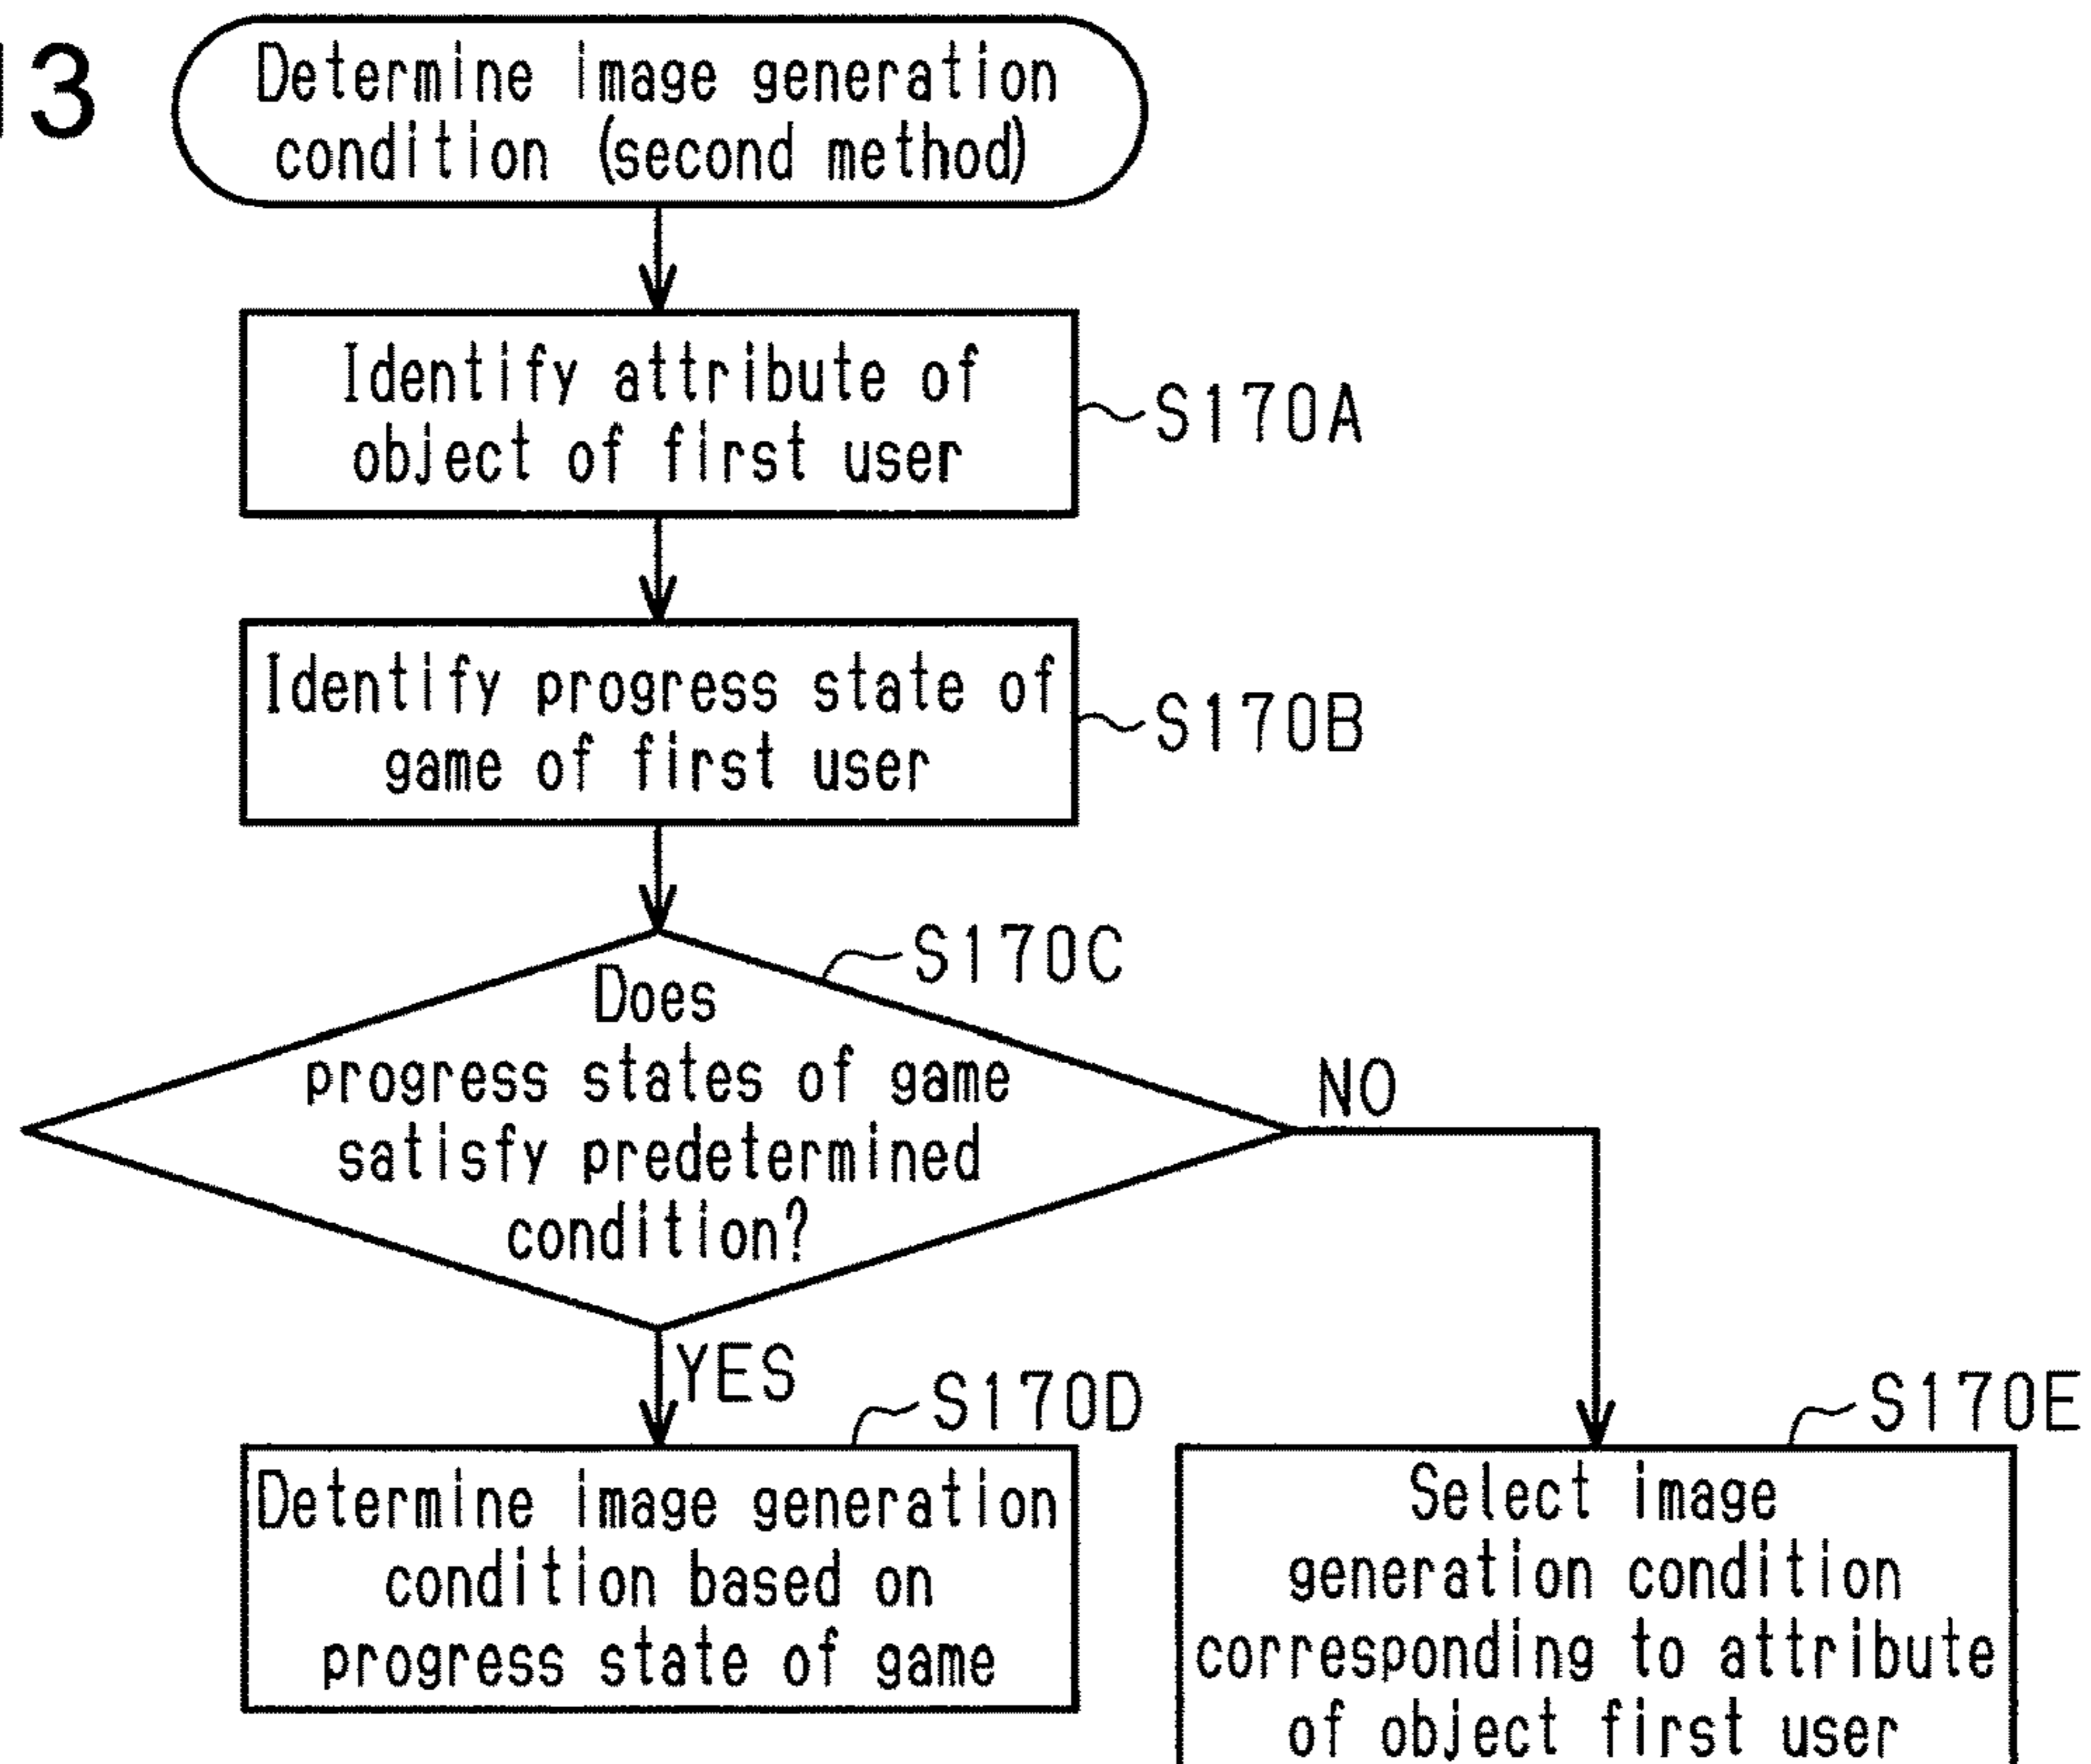 3
Determine image generation
condition (second method)
Identify attribute of
object of first user
S170A
Identify progress state of
game of first user
S170B
S170C
Does
progress states of game
satisfy predetermined
condition?
NO
YES
S170D
S170E
Determine image generation
condition based on
progress state of game
Select image
generation condition
corresponding to attribute
of object first user